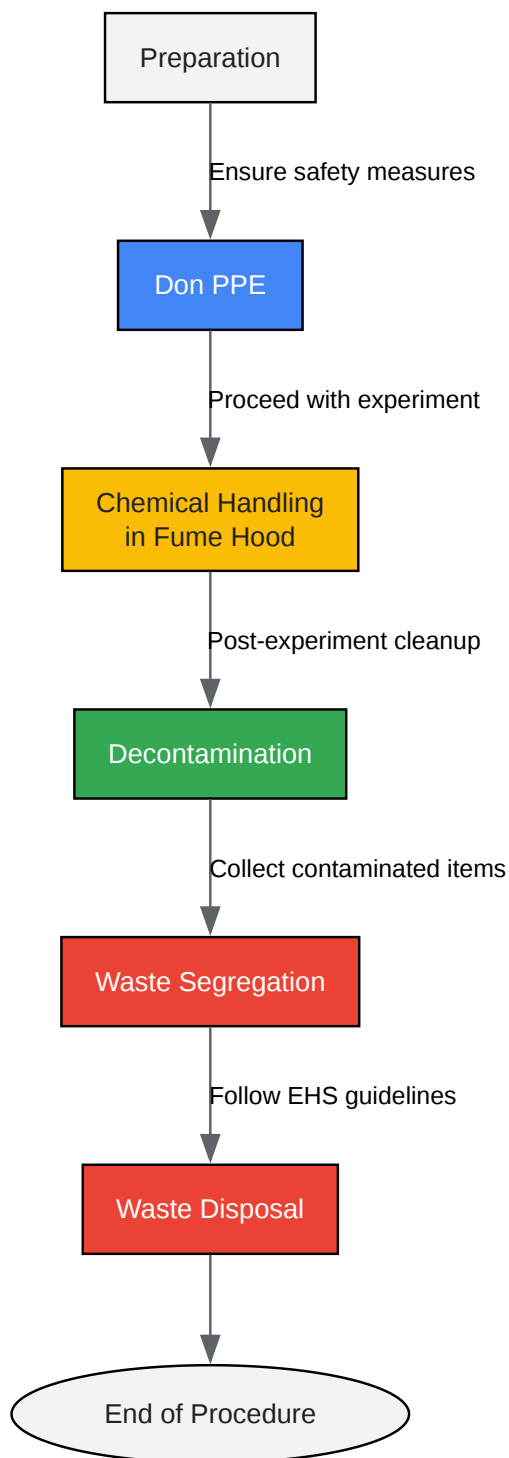 Preparation
Ensure safety measures
Don PPE
Proceed with experiment
Chemical Handling
in Fume Hood
Post-experiment cleanup
Decontamination
Collect contaminated items
Waste Segregation
Follow EHS guidelines
Waste Disposal
End of Procedure